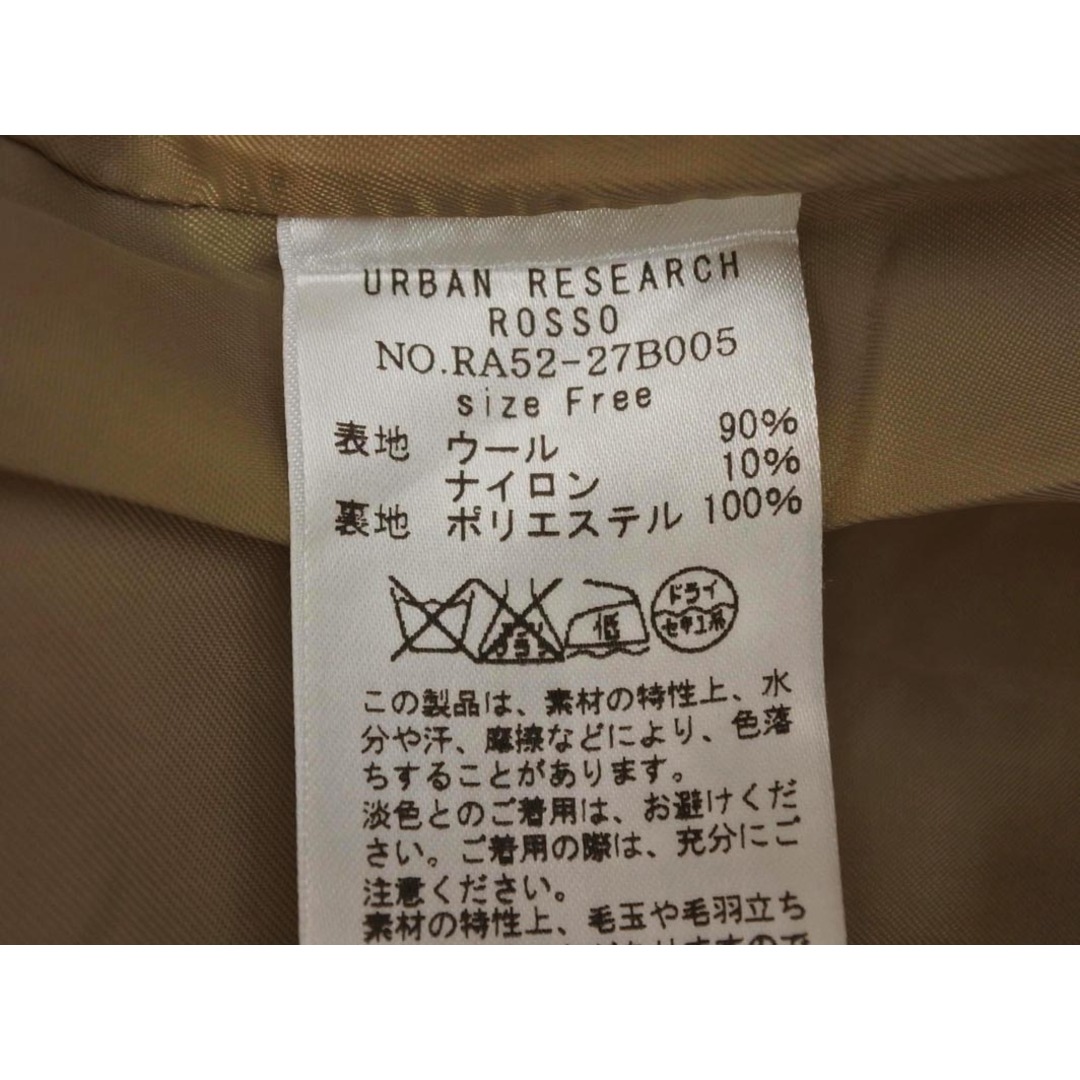 URBAN RESEARCH
ROSSO
NO.RA52-27B005
size Free
表地 ウール 90%
ナイロン 10%
裏地 ポリエステル 100%
低 ドライ
セキユ系
この製品は、素材の特性上、水
分や汗、摩擦などにより、色落
ちすることがあります。
淡色とのご着用は、お避けくだ
さい。ご着用の際は、充分にご
注意ください。
素材の特性上、毛玉や毛羽立ち